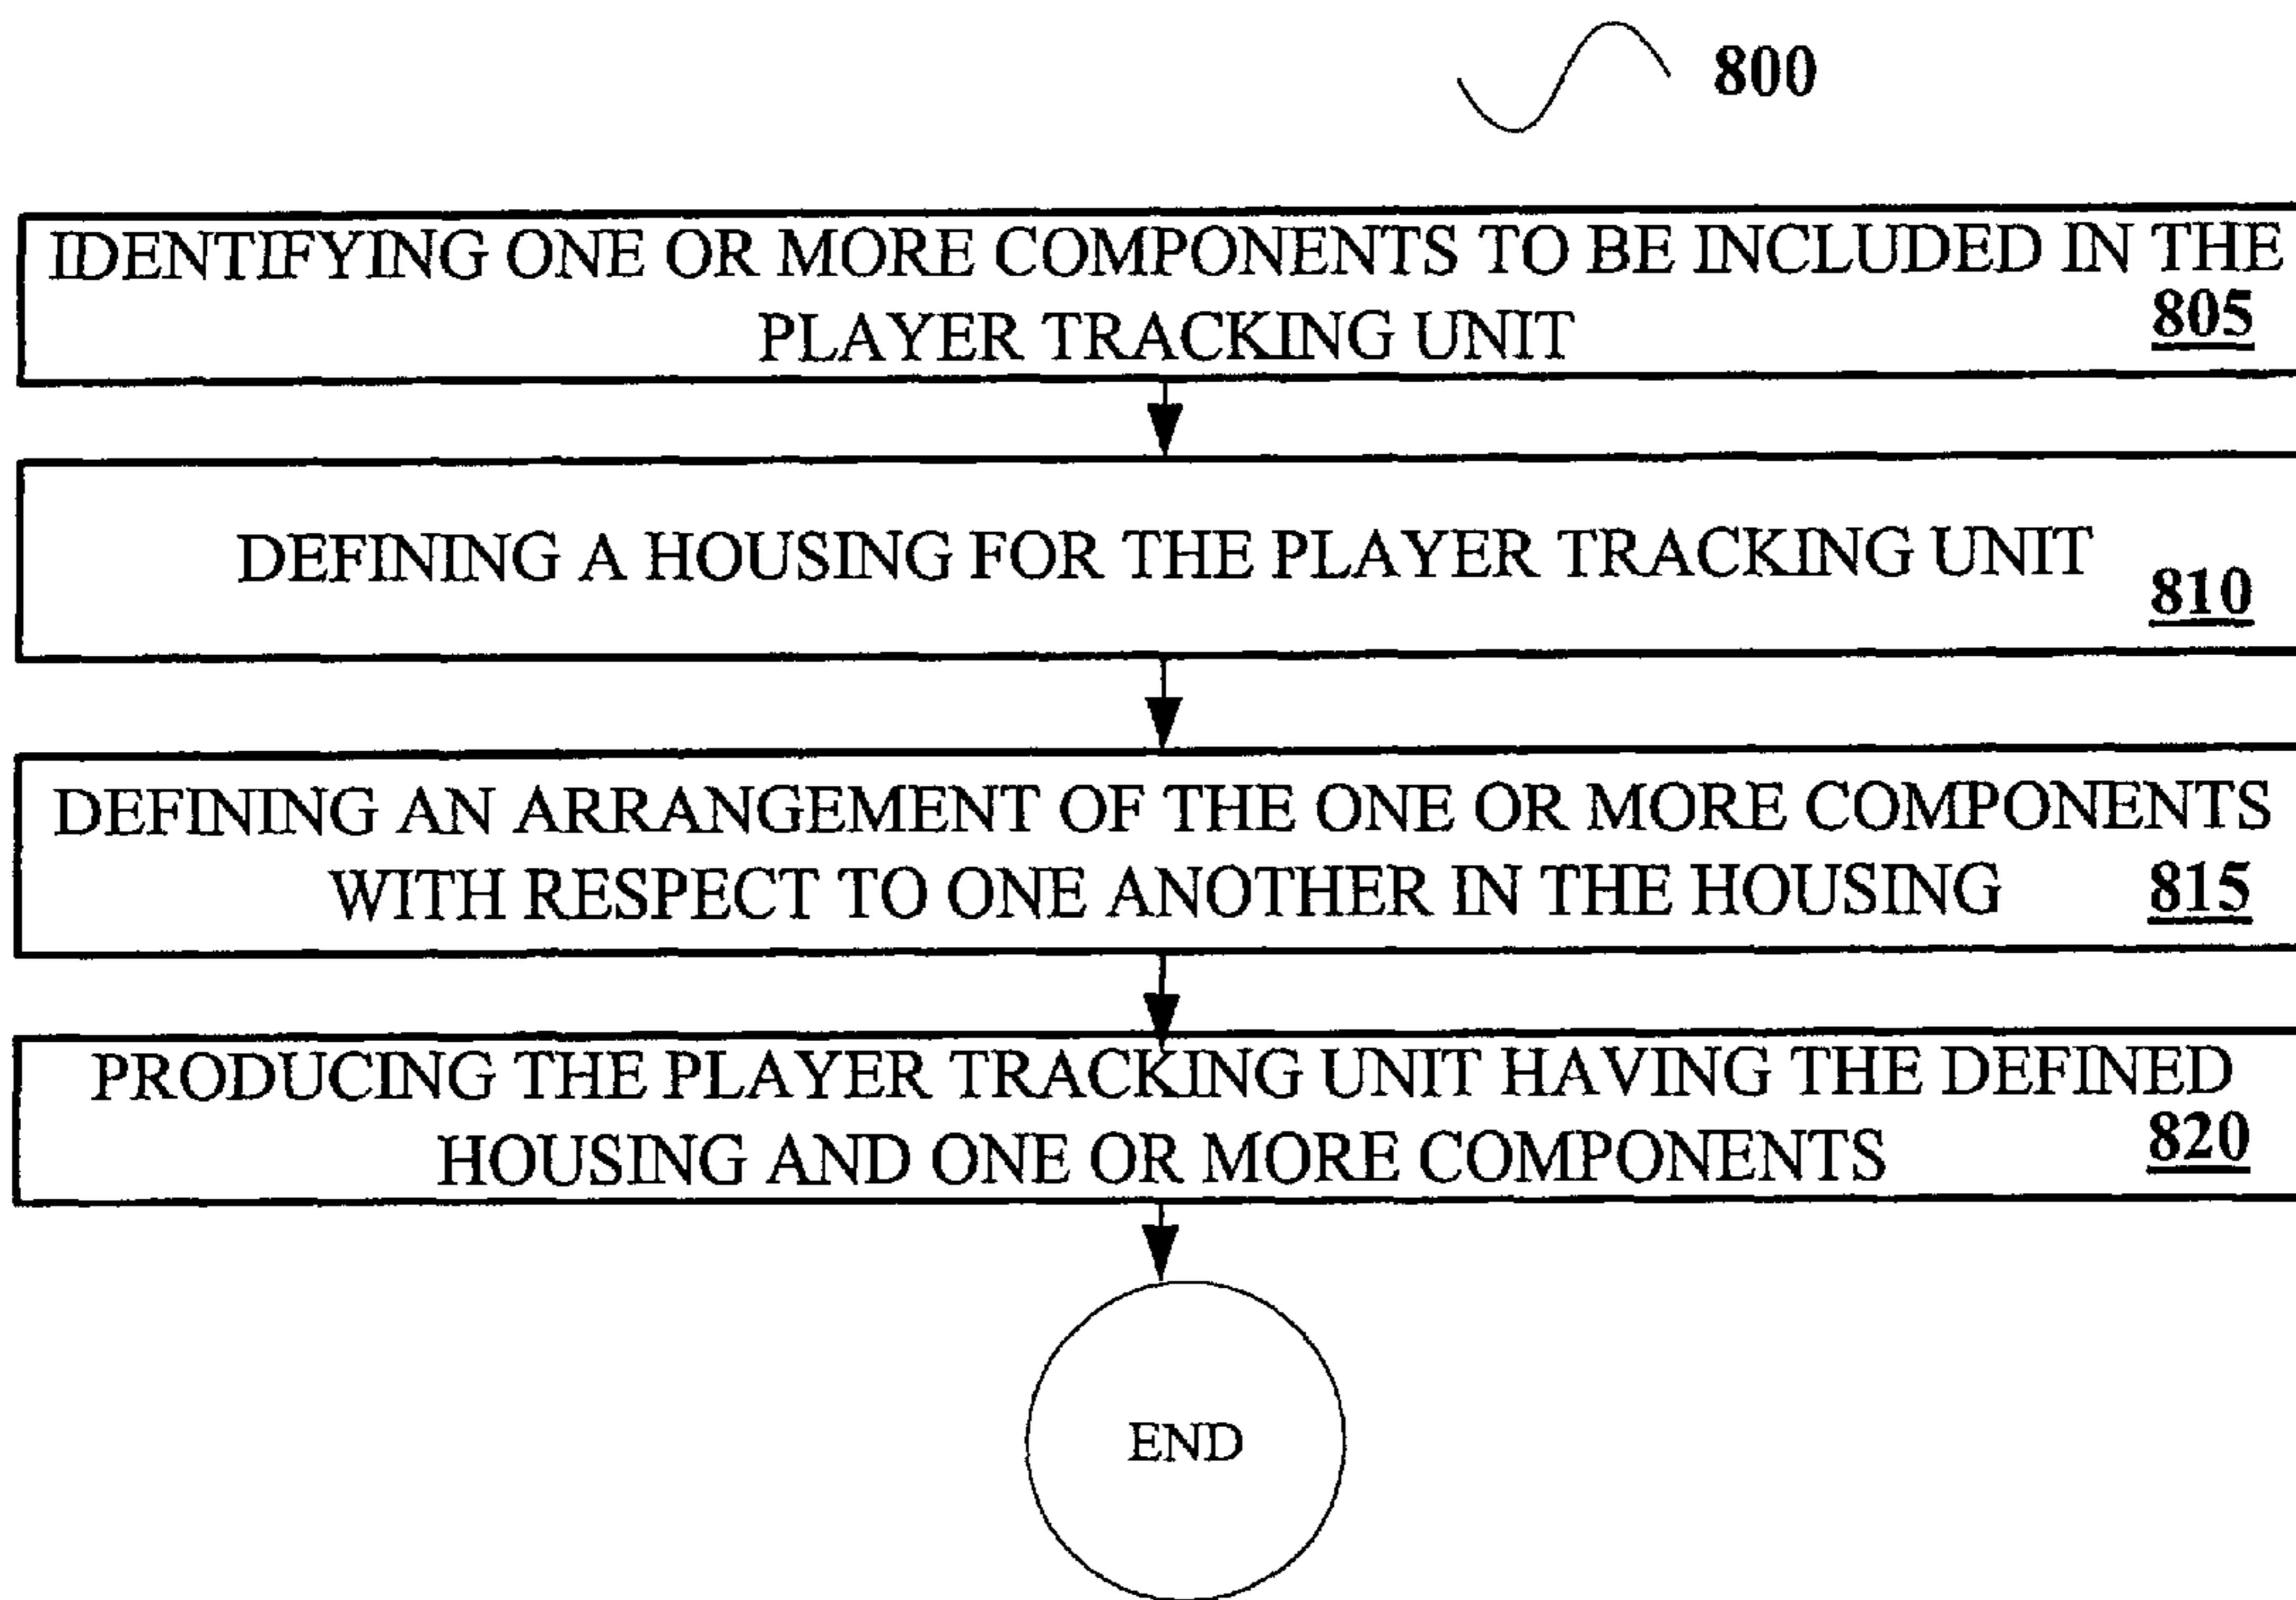 800
IDENTIFYING ONE OR MORE COMPONENTS TO BE INCLUDED IN THE
PLAYER TRACKING UNIT 805
DEFINING A HOUSING FOR THE PLAYER TRACKING UNIT
810
DEFINING AN ARRANGEMENT OF THE ONE OR MORE COMPONENTS
WITH RESPECT TO ONE ANOTHER IN THE HOUSING 815
PRODUCING THE PLAYER TRACKING UNIT HAVING THE DEFINED
HOUSING AND ONE OR MORE COMPONENTS 820
END